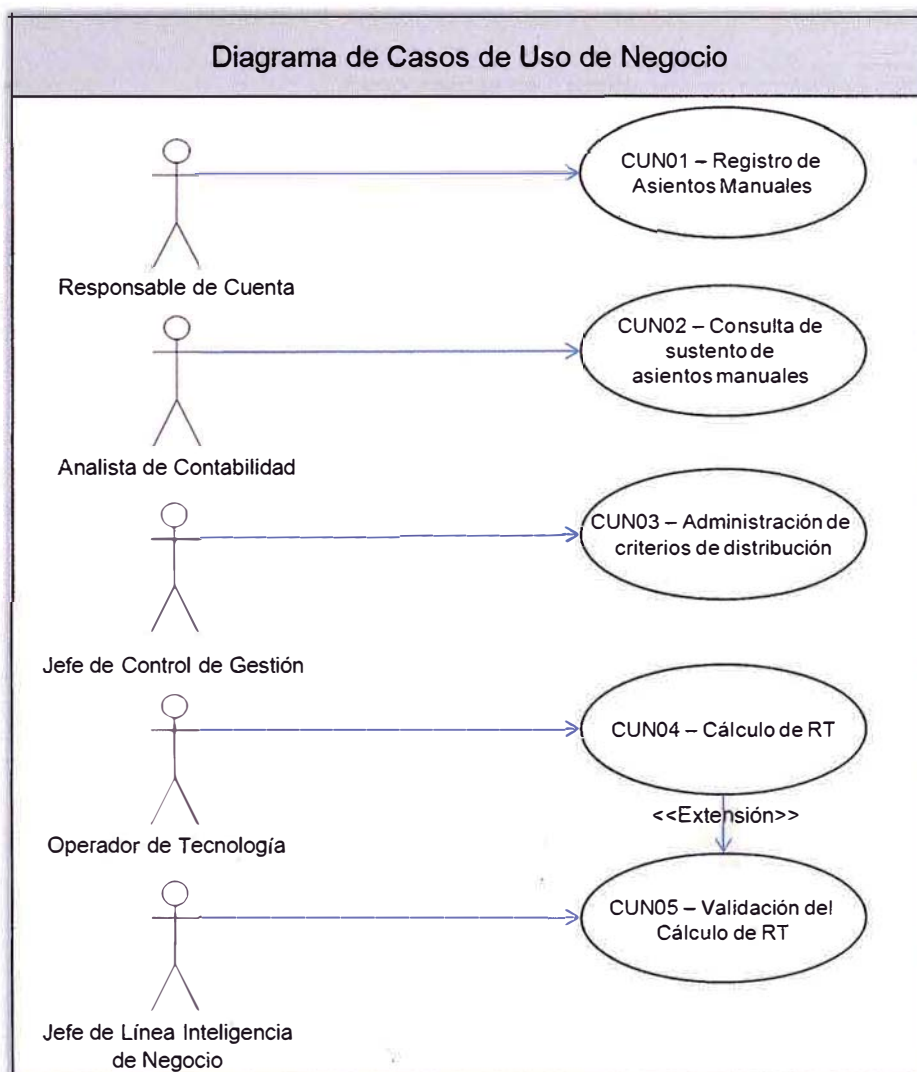 Diagrama de Casos de Uso de Negocio
CUN01 – Registro de
Asientos Manuales
Responsable de Cuenta
CUN02 – Consulta de
sustento de
asientos manuales
Analista de Contabilidad
CUN03 – Administración de
criterios de distribución
Jefe de Control de Gestión
CUN04 – Cálculo de RT
<<Extensión>>
Operador de Tecnología
CUN05 – Validación del
Cálculo de RT
Jefe de Línea Inteligencia
de Negocio